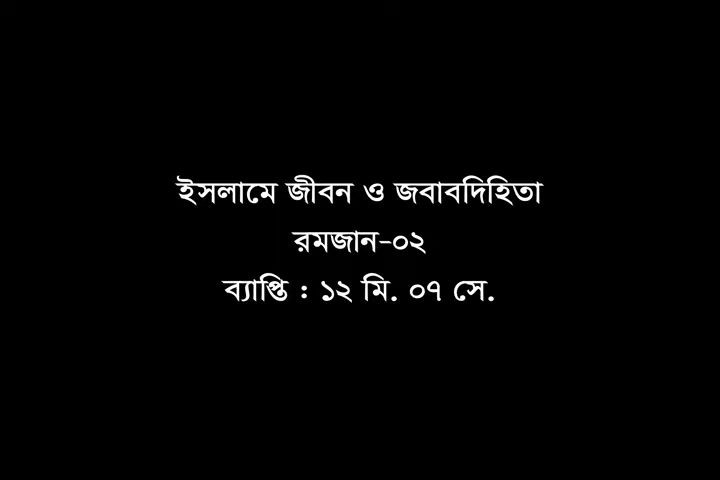 ইসলামে জীবন ও জবাবদিহিতা
রমজান-০২
ব্যাপ্তি : ১২ মি. ০৭ সে.